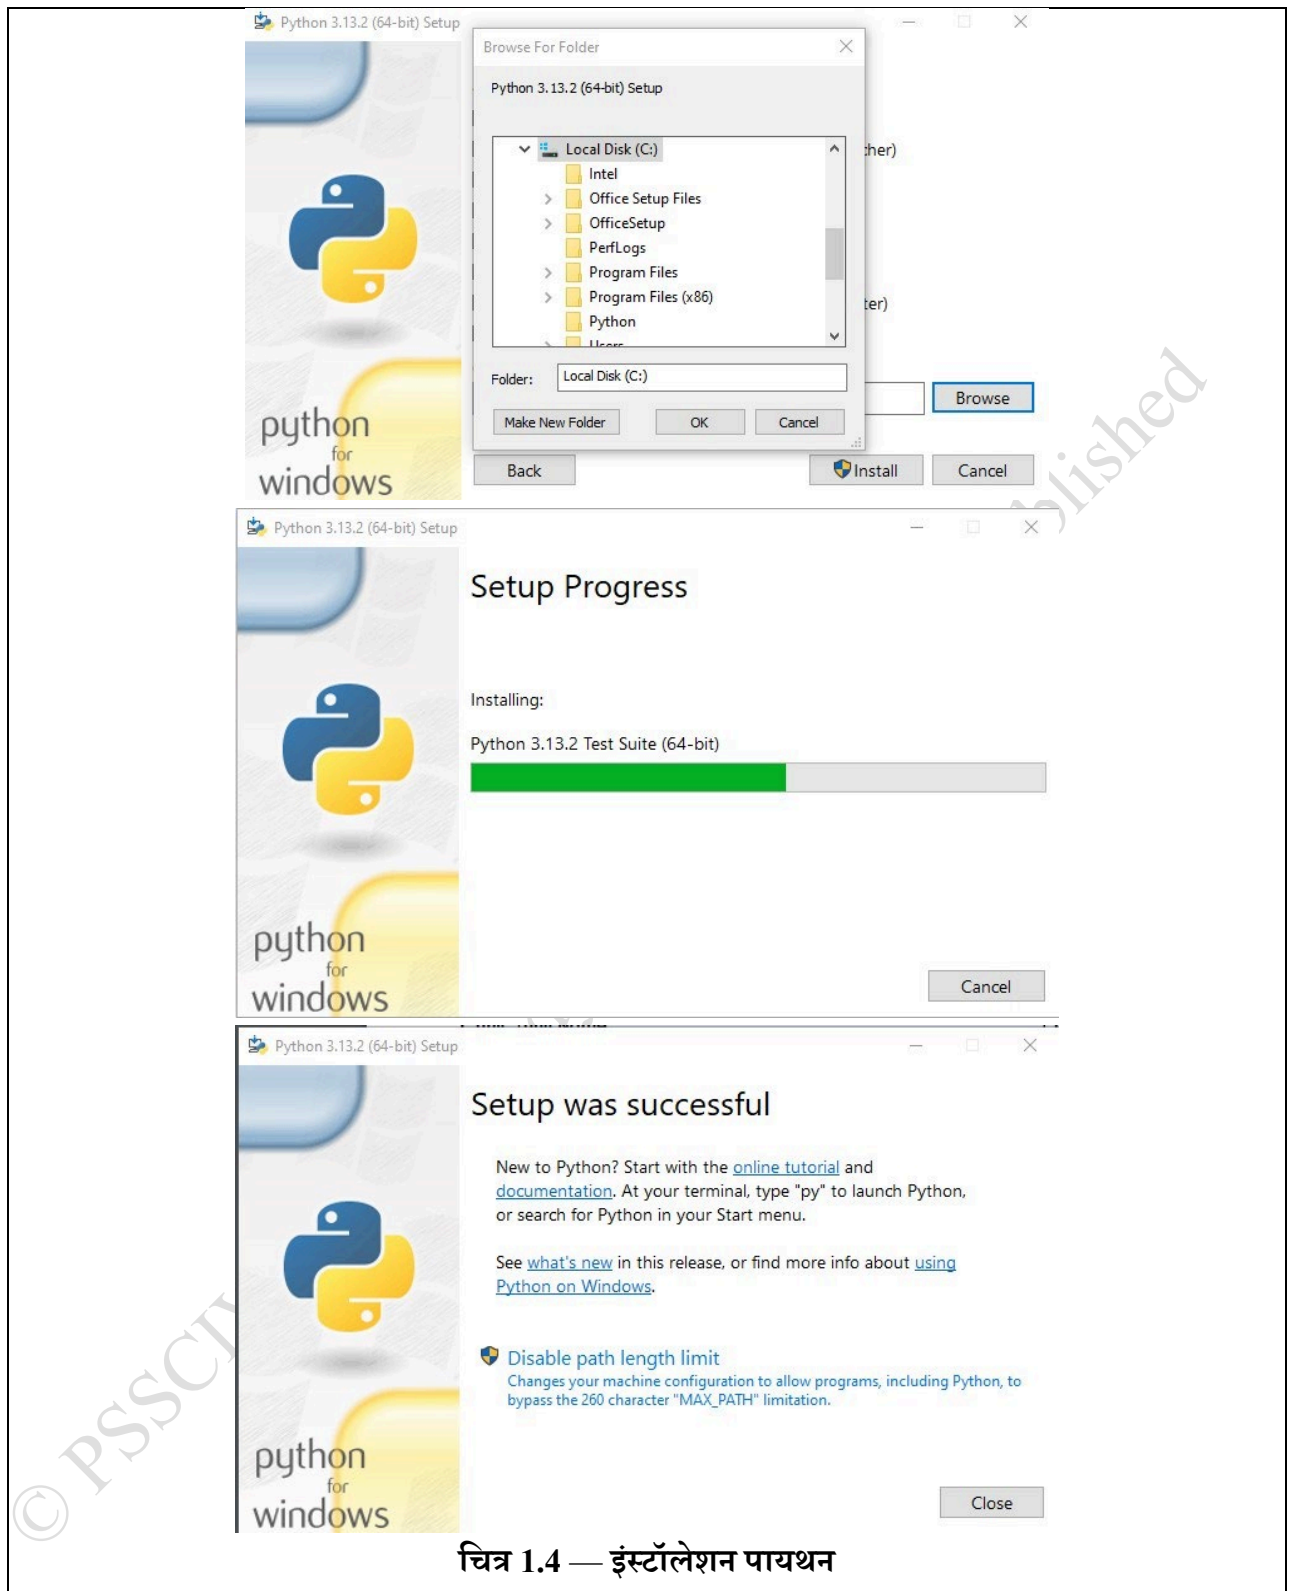 Python 3.13.2 (64-bit) Setup
Browse For Folder
Python 3.13.2 (64-bit) Setup
Local Disk (C:)
Intel
Office Setup Files
OfficeSetup
PerfLogs
Program Files
Program Files (x86)
Python
Users
her)
ter)
Folder: Local Disk (C:)
Browse
Make New Folder OK Cancel
Back Install Cancel
python
for
windows
Python 3.13.2 (64-bit) Setup
Setup Progress
Installing:
Python 3.13.2 Test Suite (64-bit)
python
for
windows
Cancel
Python 3.13.2 (64-bit) Setup
Setup was successful
New to Python? Start with the online tutorial and
documentation. At your terminal, type "py" to launch Python,
or search for Python in your Start menu.
See what's new in this release, or find more info about using
Python on Windows.
Disable path length limit
Changes your machine configuration to allow programs, including Python, to
bypass the 260 character "MAX_PATH" limitation.
python
for
windows
Close
चित्र 1.4 — इंस्टॉलेशन पायथन
© PSSCIV
blished